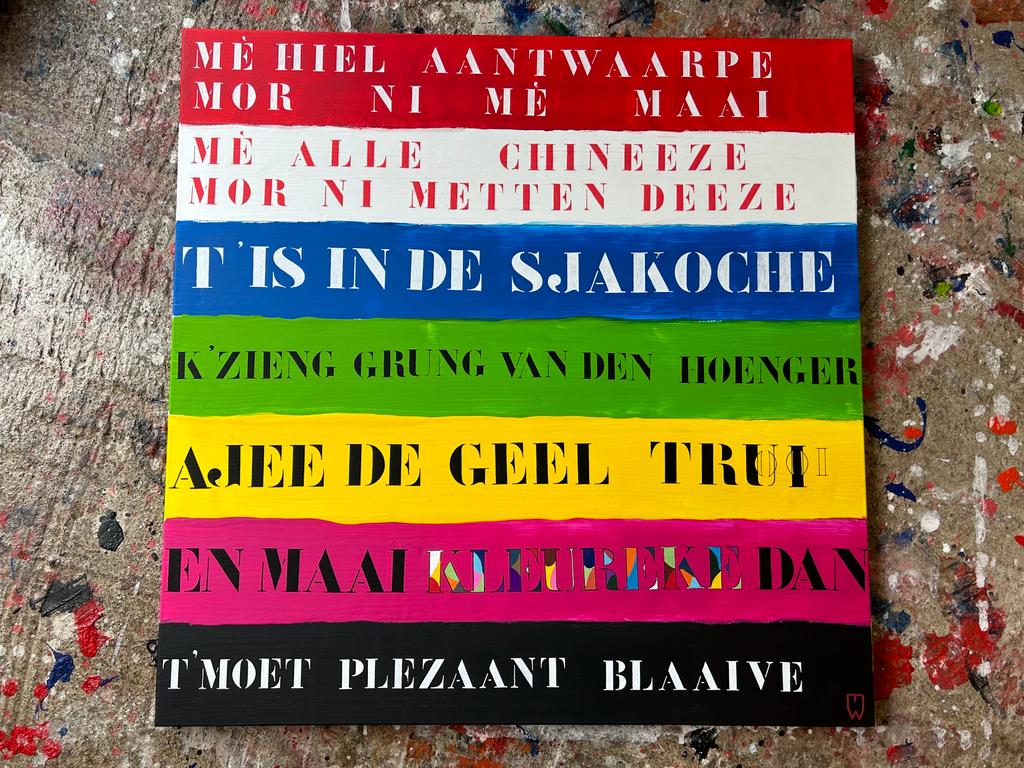 MÈ HIEL AANTWAARPE
MOR NI MÈ MAAI
MÈ ALLE CHINEEZE
MOR NI METTEN DEEZE
T'IS IN DE SJAKOCHE
K'ZIENG GRUNG VAN DEN HOENGER
AJEE DE GEEL TRUI
EN MAAI KLEUREKE DAN
T'MOET PLEZAANT BLAAIVE